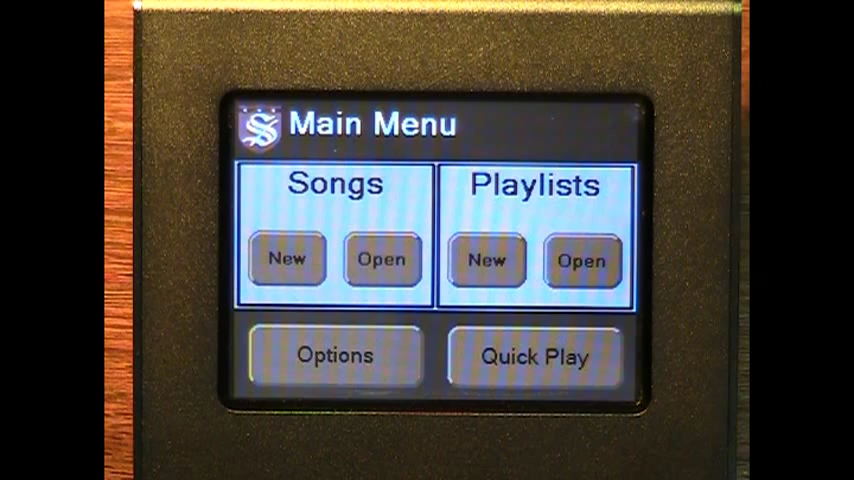 S Main Menu
Songs
Playlists
New Open
New Open
Options
Quick Play